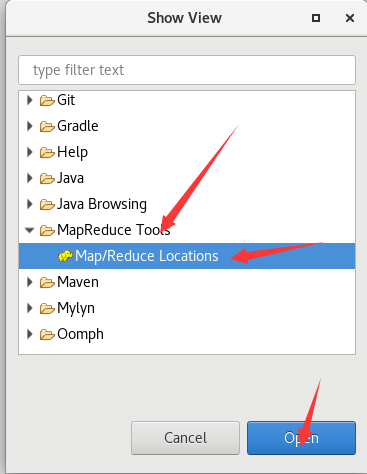 Show View
type filter text
Git
Gradle
Help
Java
Java Browsing
MapReduce Tools
Map/Reduce Locations
Maven
Mylyn
Oomph
Cancel
Open